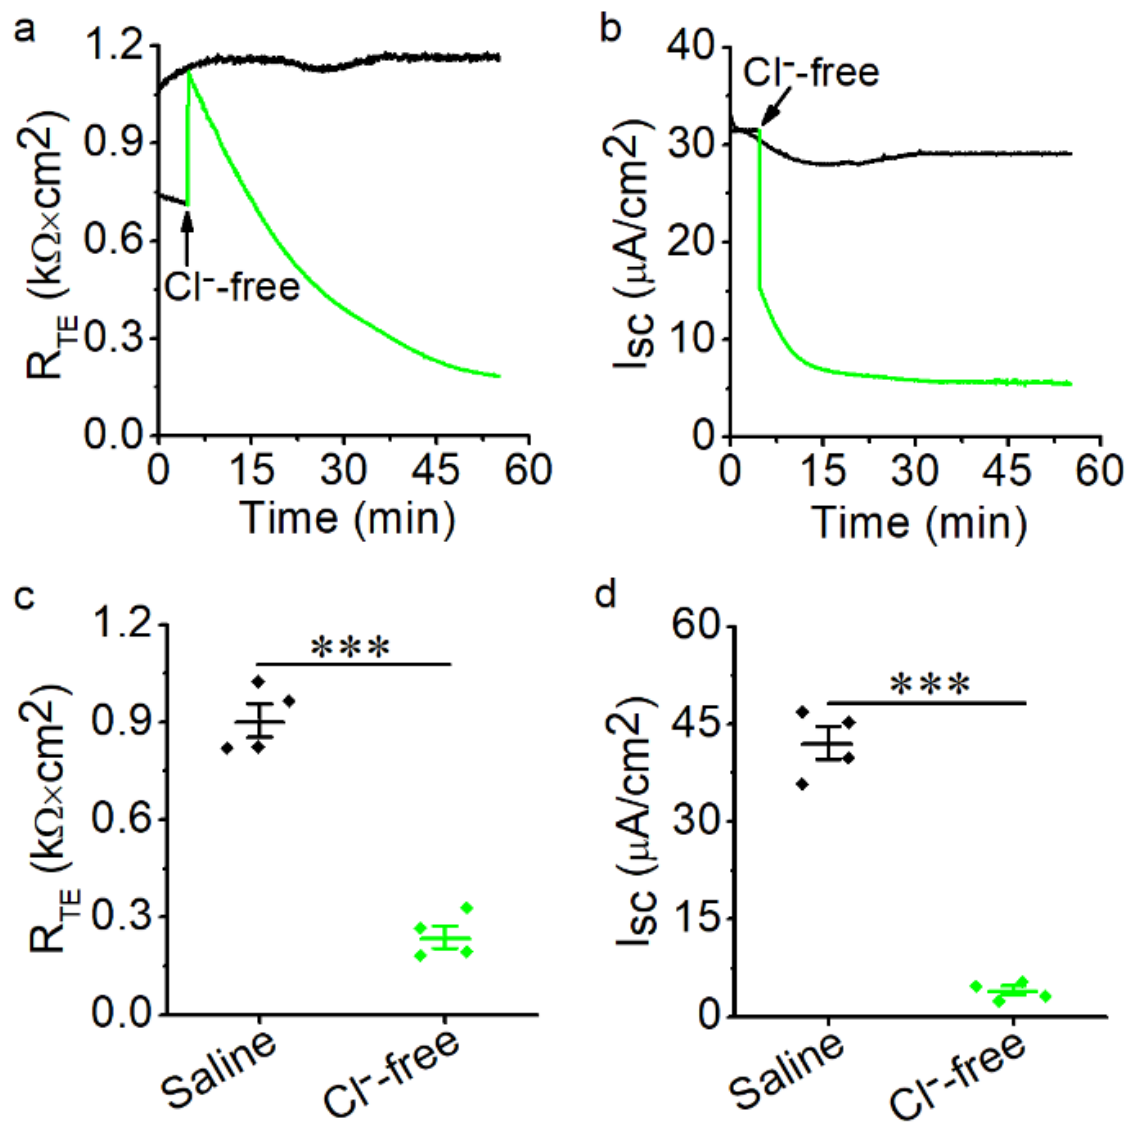 a
1.2
0.9
0.6
0.3
0.0
R_TE (kΩ×cm2)
Cl⁻-free
0 15 30 45 60
Time (min)
b
40
30
20
10
0
Isc (μA/cm2)
Cl⁻-free
0 15 30 45 60
Time (min)
c
1.2
0.9
0.6
0.3
0.0
R_TE (kΩ×cm2)
***
Saline Cl⁻-free
d
60
45
30
15
0
Isc (μA/cm2)
***
Saline Cl⁻-free